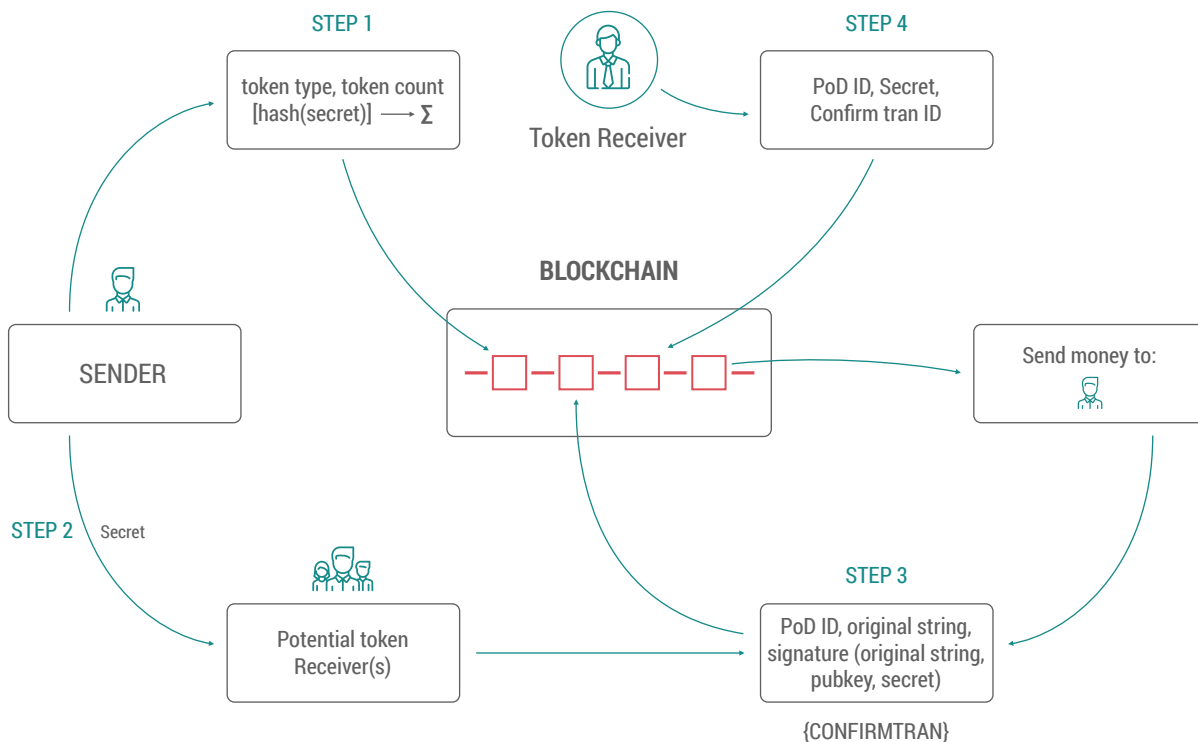 STEP 1
token type, token count
[hash(secret)] → Σ
Token Receiver
STEP 4
PoD ID, Secret,
Confirm tran ID
BLOCKCHAIN
SENDER
Send money to:
STEP 2
Secret
Potential token
Receiver(s)
STEP 3
PoD ID, original string,
signature (original string,
pubkey, secret)
{CONFIRMTRAN}